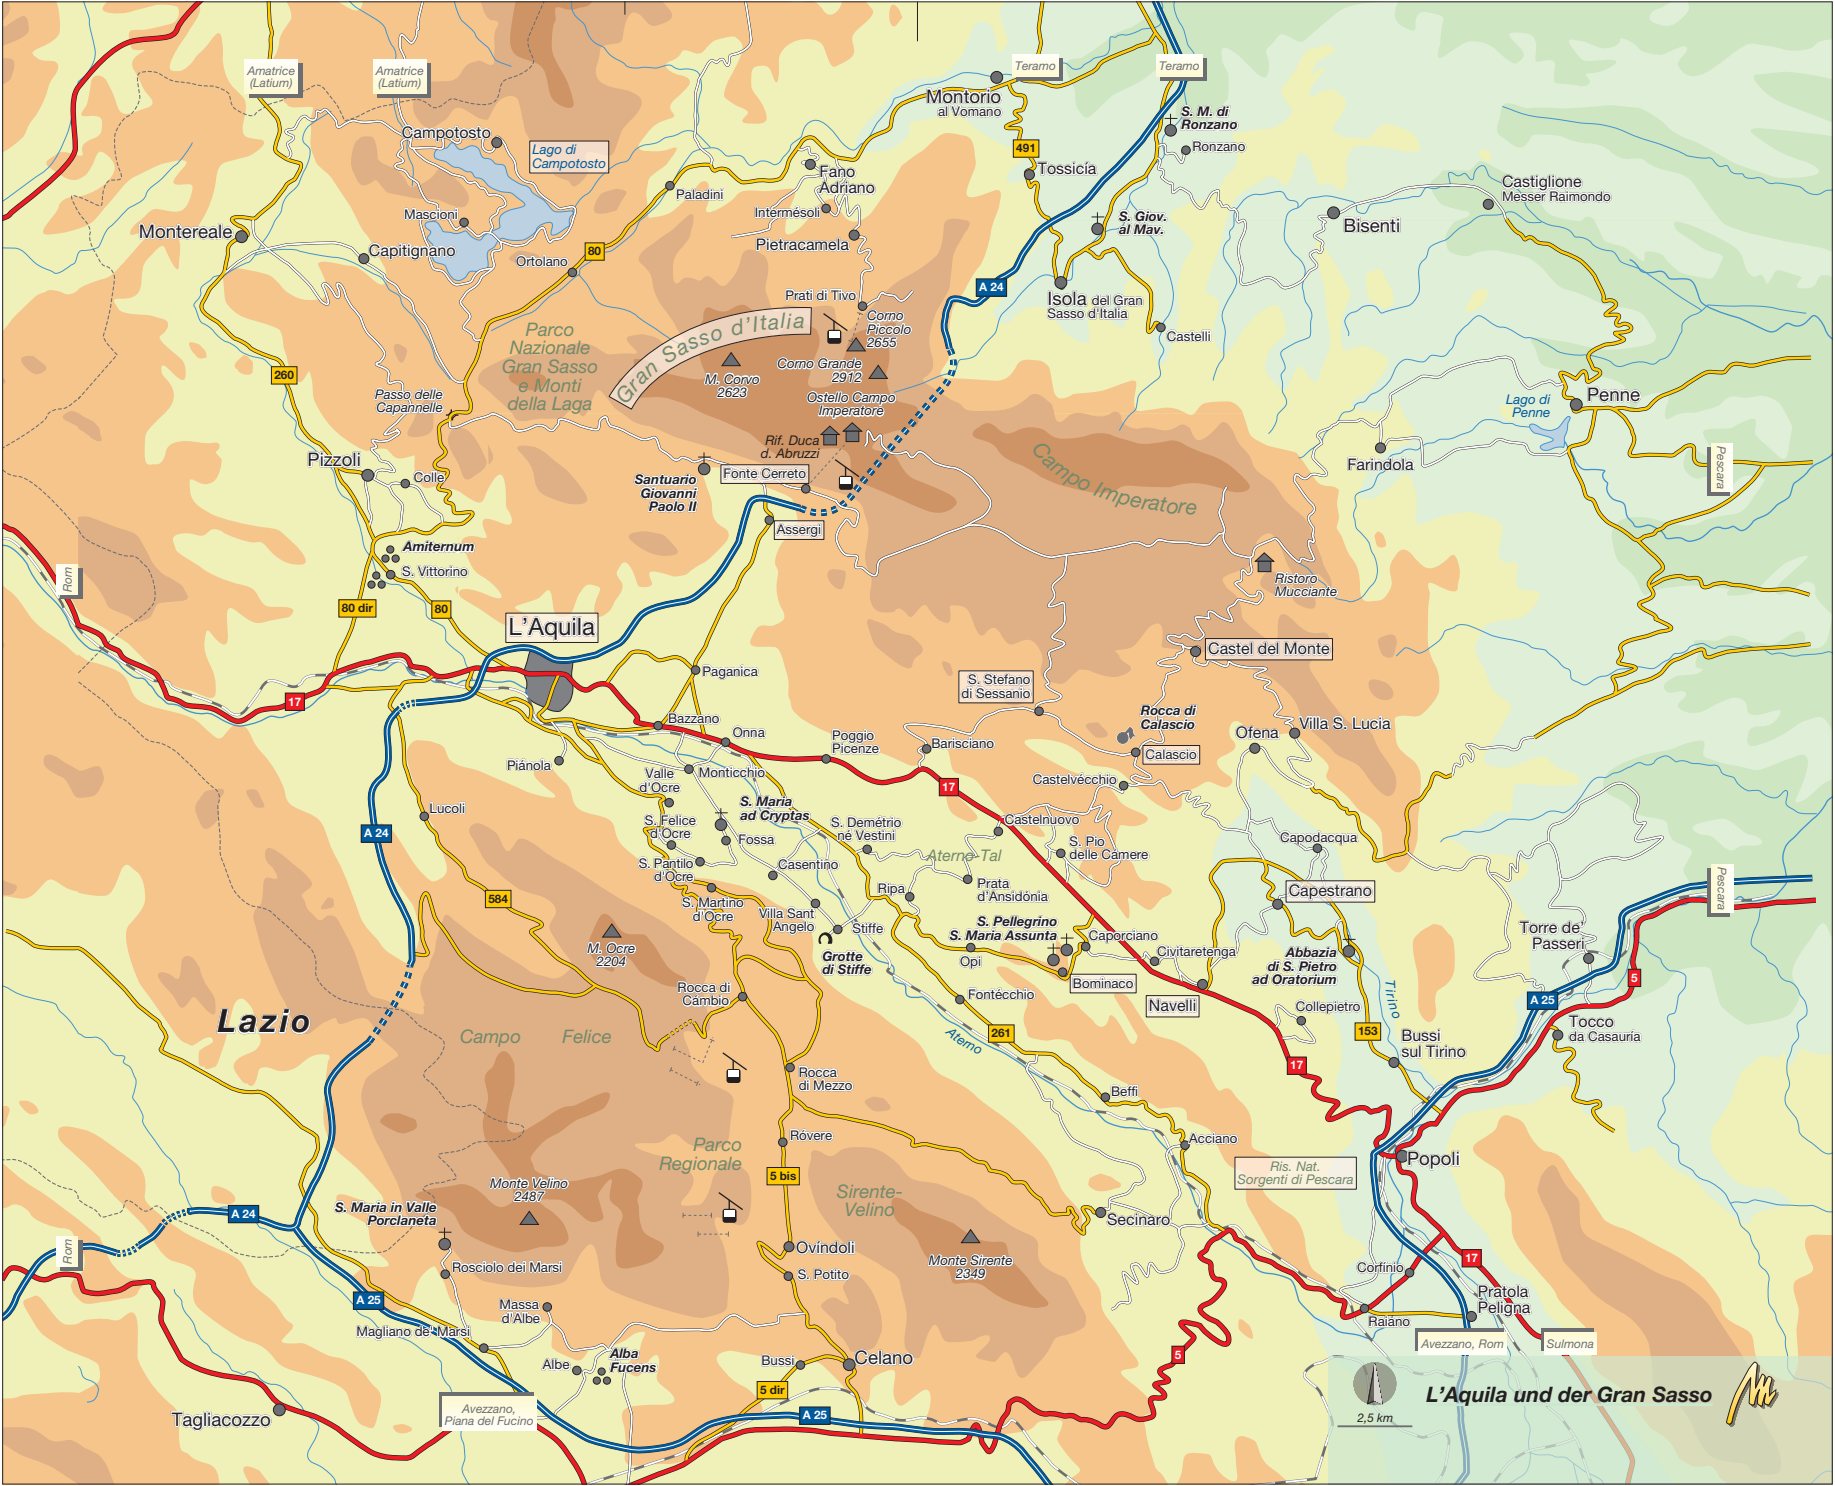 Amatrice
(Latium)
Amatrice
(Latium)
Teramo
Teramo
Montorio
al Vomano
S. M. di
Ronzano
Ronzano
Campotosto
Lago di
Campotosto
491
Tossicía
Fano
Adriano
Paladini
Castiglione
Messer Raimondo
Mascioni
Intermésoli
S. Giov.
al Mav.
Bisenti
Montereale
Capitignano
Pietracamela
80
Ortolano
A 24
Isola del Gran
Sasso d'Italia
Prati di Tivo
Corno
Piccolo
2655
Gran Sasso d'Italia
Castelli
Parco
Nazionale
Gran Sasso
e Monti
della Laga
260
M. Corvo
2623
Corno Grande
2912
Passo delle
Capannelle
Ostello Campo
Imperatore
Lago di
Penne
Penne
Rif. Duca
d. Abruzzi
Campo Imperatore
Pizzoli
Colle
Santuario
Giovanni
Paolo II
Fonte Cerreto
Farindola
Pescara
Assergi
Amiternum
S. Vittorino
Rom
Ristoro
Mucciante
80 dir
80
L'Aquila
Castel del Monte
Paganica
17
S. Stefano
di Sessanio
Bazzano
Onna
Rocca di
Calascio
Villa S. Lucia
Ofena
Poggio
Picenze
Barisciano
Calascio
Piánola
Monticchio
Valle
d'Ocre
Castelvécchio
17
Lucoli
A 24
S. Maria
ad Cryptas
S. Felice
d'Ocre
Fossa
S. Demétrio
né Vestini
Castelnuovo
Capodacqua
S. Pio
delle Camere
Aterno-Tal
S. Pantilo
d'Ocre
Casentino
Prata
d'Ansidónia
Ripa
Capestrano
Pescara
584
S. Martino
d'Ocre
Villa Sant
Angelo
Stiffe
S. Pellegrino
S. Maria Assunta
Caporciano
Civitaretenga
Torre de'
Passeri
M. Ocre
2204
Grotte
di Stiffe
Opi
Bominaco
Abbazia
di S. Pietro
ad Oratorium
5
Rocca di
Cámbio
Fontécchio
Navelli
Collepietro
Tirino
A 25
Lazio
Campo Felice
261
Aterno
153
Bussi
sul Tirino
Tocco
da Casauria
17
Rocca
di Mezzo
Beffi
Róvere
Acciano
Parco
Regionale
5 bis
Popoli
Ris. Nat.
Sorgenti di Pescara
Monte Velino
2487
Sirente-
Velino
S. Maria in Valle
Porclaneta
A 24
Secinaro
Rom
Ovíndoli
Monte Sirente
2349
17
Rosciolo dei Marsi
S. Potito
Corfinio
A 25
Massa
d'Albe
Prátola
Peligna
Raiano
Magliano de' Marsi
Avezzano, Rom
Sulmona
Albe
Alba
Fucens
Bussi
Celano
5
5 dir
Avezzano,
Piana del Fucino
Tagliacozzo
A 25
2,5 km
L'Aquila und der Gran Sasso